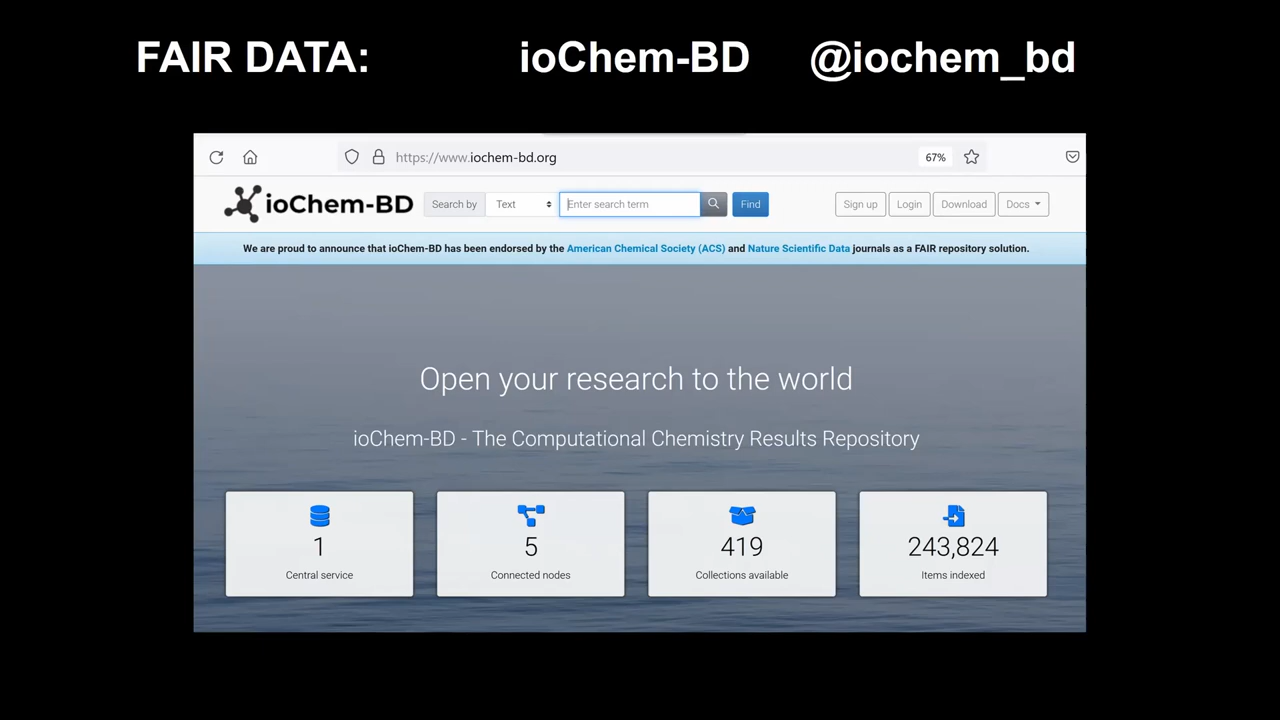 FAIR DATA: ioChem-BD @iochem_bd
https://www.iochem-bd.org 67%
ioChem-BD Search by Text Enter search term Find Sign up Login Download Docs
We are proud to announce that ioChem-BD has been endorsed by the American Chemical Society (ACS) and Nature Scientific Data journals as a FAIR repository solution.
Open your research to the world
ioChem-BD - The Computational Chemistry Results Repository
1 5 419 243,824
Central service Connected nodes Collections available Items indexed